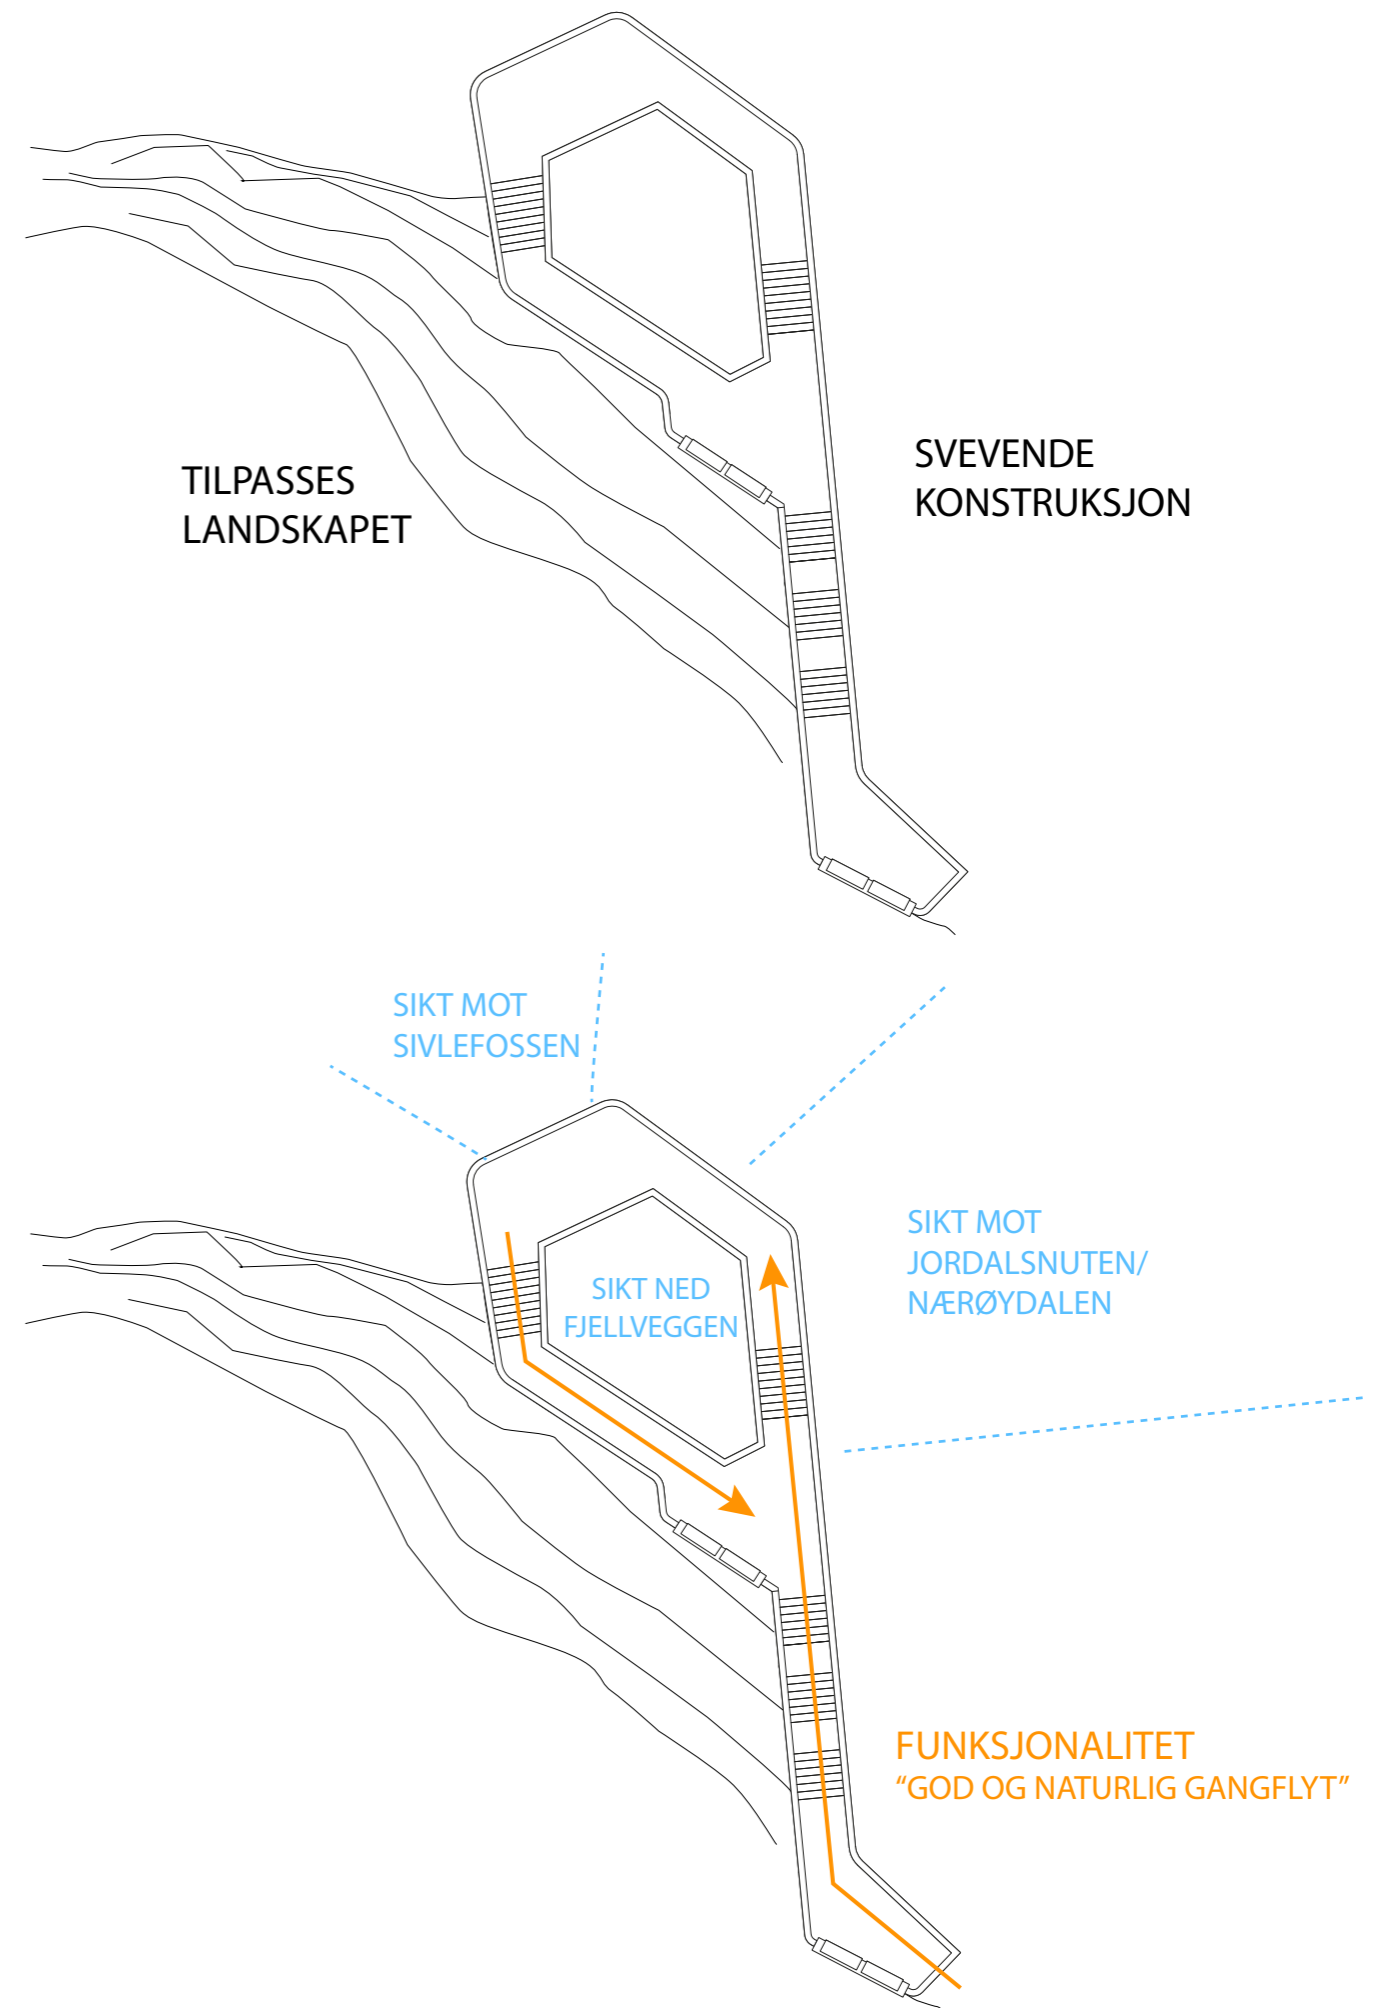 TILPASSES
LANDSKAPET
SVEVENDE
KONSTRUKSJON
SIKT MOT
SIVLEFOSSEN
SIKT MOT
JORDALSNUTEN/
NÆRØYDALEN
SIKT NED
FJELLVEGGEN
FUNKSJONALITET
“GOD OG NATURLIG GANGFLYT”